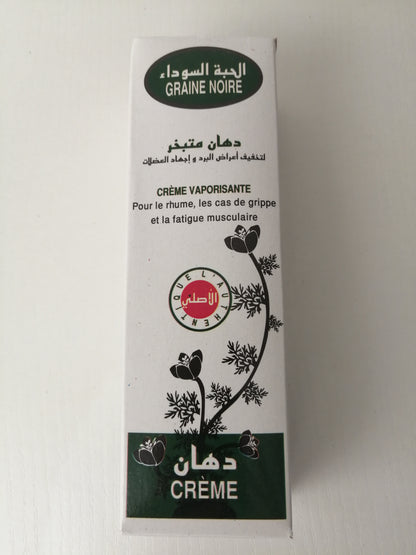 الحبة السوداء
GRAINE NOIRE
دهان متبخر
لتخفيف أعراض البرد و إجهاد العضلات
CRÈME VAPORISANTE
Pour le rhume, les cas de grippe
et la fatigue musculaire
L'AUTHENTIQUE
الأصلي
دهان
CRÈME